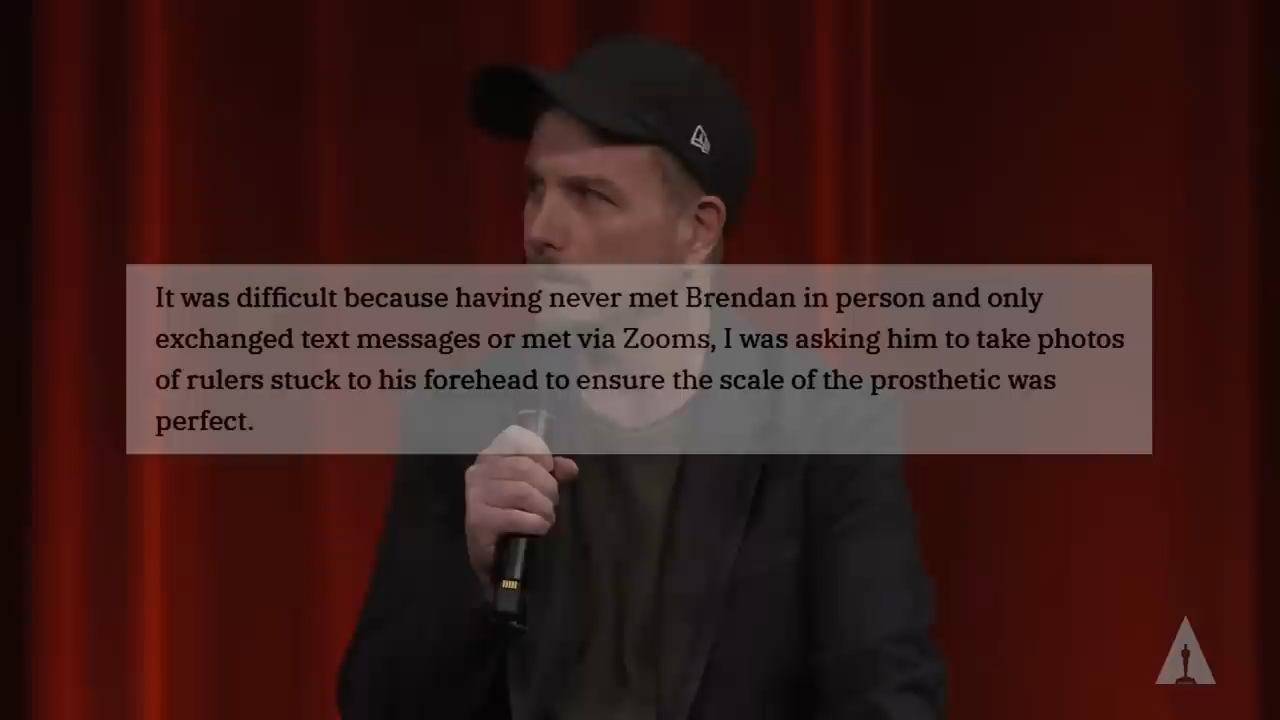 It was difficult because having never met Brendan in person and only
exchanged text messages or met via Zooms, I was asking him to take photos
of rulers stuck to his forehead to ensure the scale of the prosthetic was
perfect.